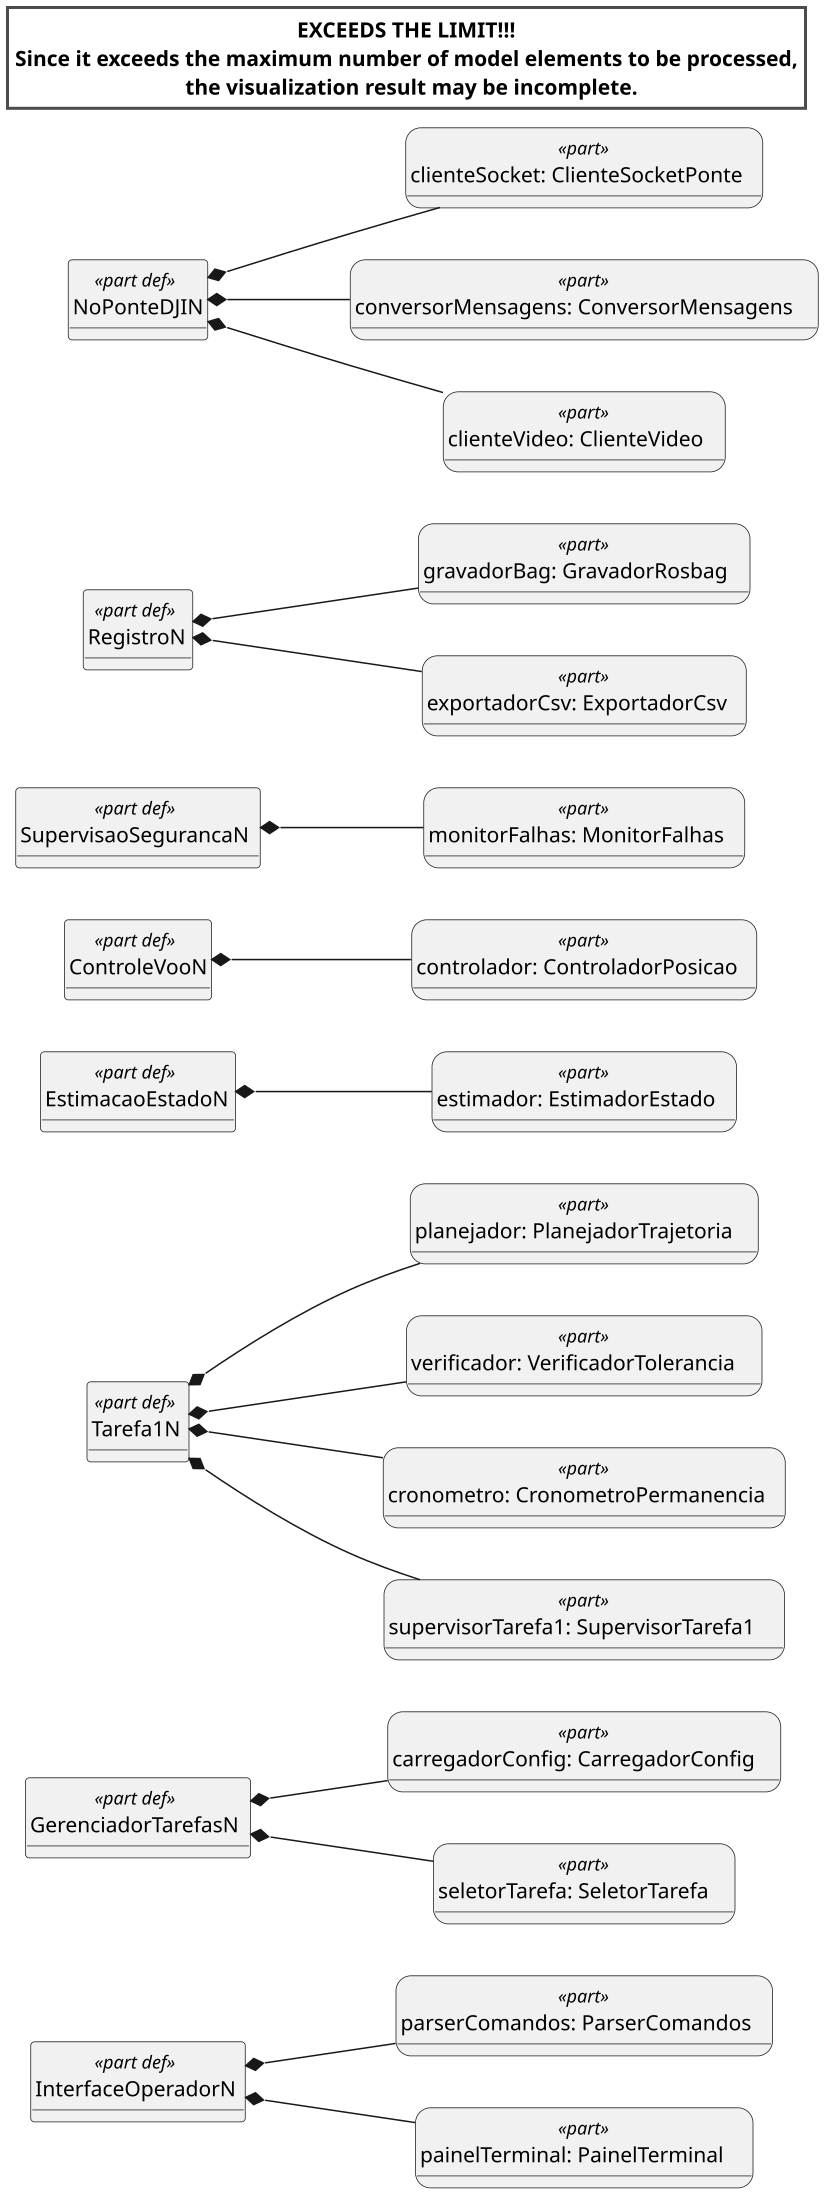 EXCEEDS THE LIMIT!!!
Since it exceeds the maximum number of model elements to be processed,
the visualization result may be incomplete.
«part»
clienteSocket: ClienteSocketPonte
«part def»
NoPonteDJIN
«part»
conversorMensagens: ConversorMensagens
«part»
clienteVideo: ClienteVideo
«part»
gravadorBag: GravadorRosbag
«part def»
RegistroN
«part»
exportadorCsv: ExportadorCsv
«part def»
SupervisaoSegurancaN
«part»
monitorFalhas: MonitorFalhas
«part def»
ControleVooN
«part»
controlador: ControladorPosicao
«part def»
EstimacaoEstadoN
«part»
estimador: EstimadorEstado
«part»
planejador: PlanejadorTrajetoria
«part»
verificador: VerificadorTolerancia
«part def»
Tarefa1N
«part»
cronometro: CronometroPermanencia
«part»
supervisorTarefa1: SupervisorTarefa1
«part»
carregadorConfig: CarregadorConfig
«part def»
GerenciadorTarefasN
«part»
seletorTarefa: SeletorTarefa
«part»
parserComandos: ParserComandos
«part def»
InterfaceOperadorN
«part»
painelTerminal: PainelTerminal